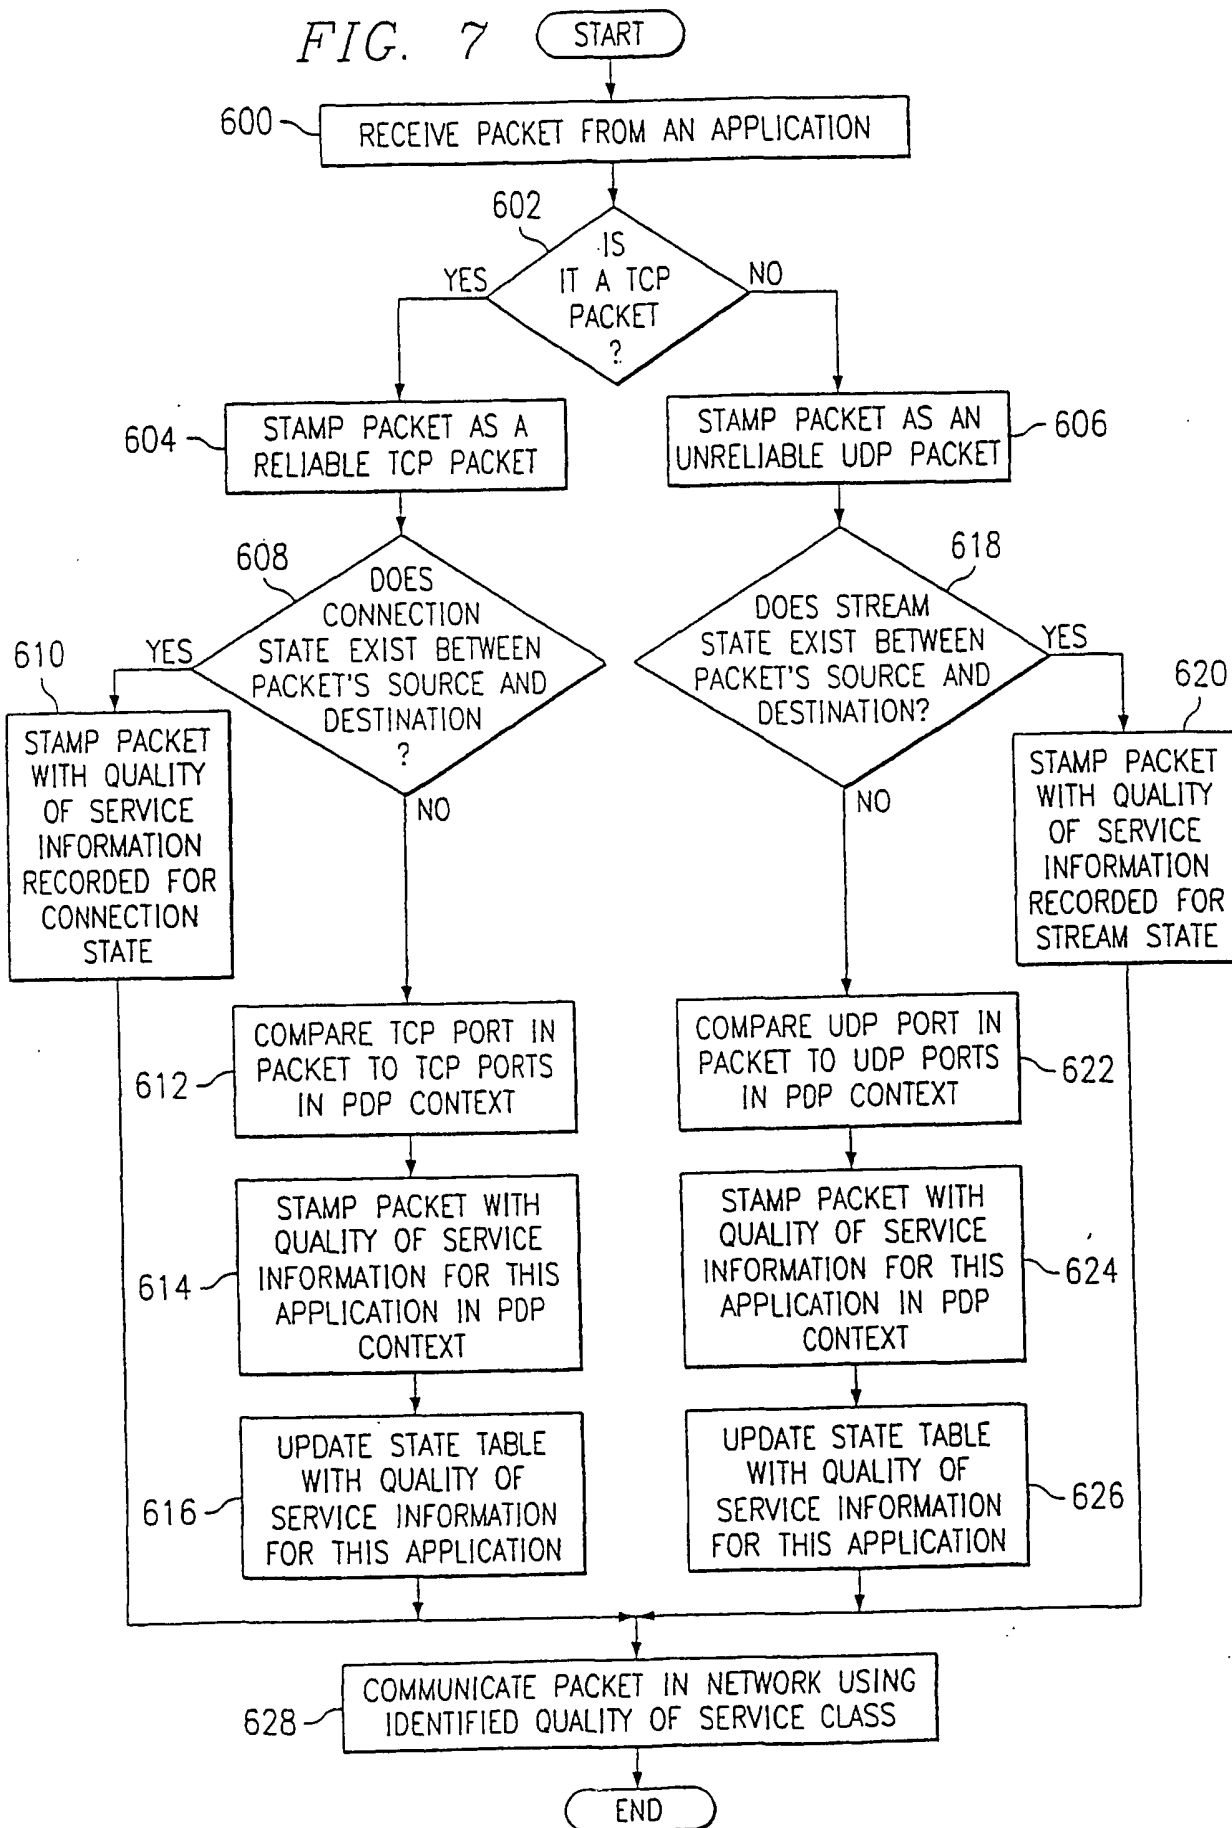 FIG. 7
START
600
RECEIVE PACKET FROM AN APPLICATION
602
IS
IT A TCP
PACKET
?
YES
NO
604
STAMP PACKET AS A
RELIABLE TCP PACKET
STAMP PACKET AS AN
UNRELIABLE UDP PACKET
606
608
DOES
CONNECTION
STATE EXIST BETWEEN
PACKET'S SOURCE AND
DESTINATION
?
YES
NO
618
DOES STREAM
STATE EXIST BETWEEN
PACKET'S SOURCE AND
DESTINATION?
YES
NO
610
STAMP PACKET
WITH QUALITY
OF SERVICE
INFORMATION
RECORDED FOR
CONNECTION
STATE
620
STAMP PACKET
WITH QUALITY
OF SERVICE
INFORMATION
RECORDED FOR
STREAM STATE
612
COMPARE TCP PORT IN
PACKET TO TCP PORTS
IN PDP CONTEXT
COMPARE UDP PORT IN
PACKET TO UDP PORTS
IN PDP CONTEXT
622
614
STAMP PACKET WITH
QUALITY OF SERVICE
INFORMATION FOR THIS
APPLICATION IN PDP
CONTEXT
STAMP PACKET WITH
QUALITY OF SERVICE
INFORMATION FOR THIS
APPLICATION IN PDP
CONTEXT
624
616
UPDATE STATE TABLE
WITH QUALITY OF
SERVICE INFORMATION
FOR THIS APPLICATION
UPDATE STATE TABLE
WITH QUALITY OF
SERVICE INFORMATION
FOR THIS APPLICATION
626
628
COMMUNICATE PACKET IN NETWORK USING
IDENTIFIED QUALITY OF SERVICE CLASS
END